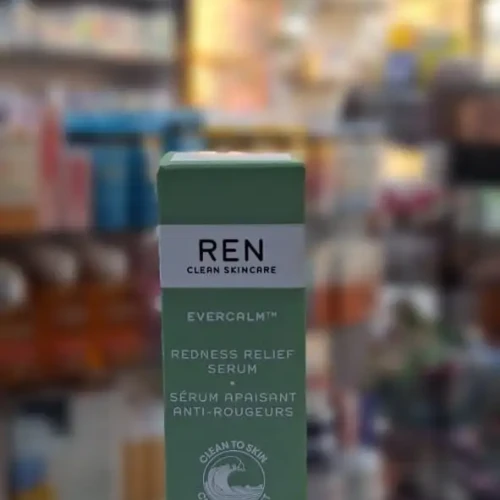 REN
CLEAN SKINCARE
EVERCALM™
REDNESS RELIEF
SERUM
•
SÉRUM APAISANT
ANTI-ROUGEURS
CLEAN TO SKIN